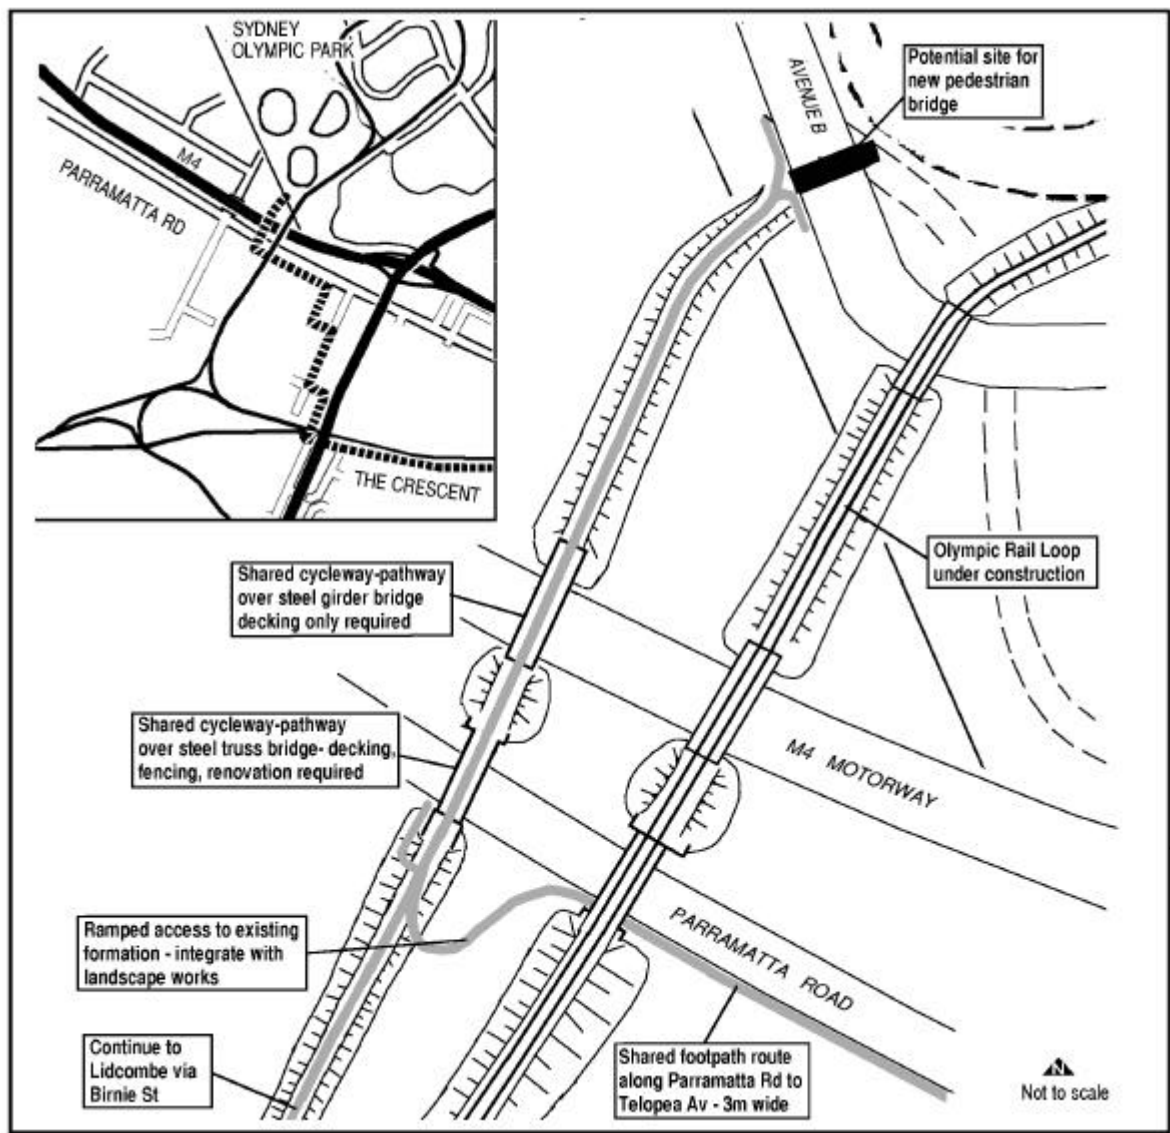 SYDNEY
OLYMPIC PARK
M4
PARRAMATTA RD
THE CRESCENT
AVENUE B
Potential site for
new pedestrian
bridge
Olympic Rail Loop
under construction
Shared cycleway-pathway
over steel girder bridge
decking only required
Shared cycleway-pathway
over steel truss bridge- decking,
fencing, renovation required
M4 MOTORWAY
Ramped access to existing
formation - integrate with
landscape works
PARRAMATTA ROAD
Continue to
Lidcombe via
Birnie St
Shared footpath route
along Parramatta Rd to
Telopea Av - 3m wide
N
Not to scale